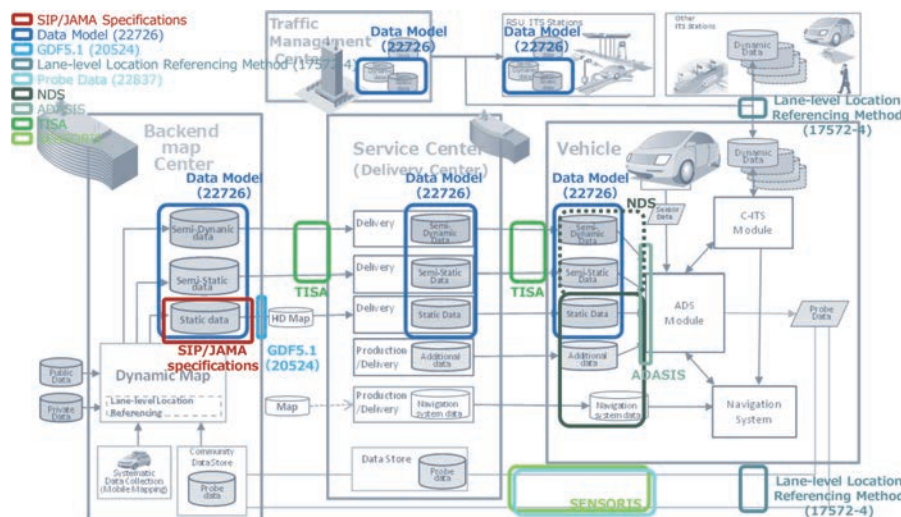 SIP/JAMA Specifications
Data Model (22726)
GDF5.1 (20524)
Lane-level Location Referencing Method (17572-4)
Probe Data (22837)
NDS
ADASIS
TISA
SENSORIS
Traffic
Management
Center
Data Model
(22726)
RSU ITS Stations
Data Model
(22726)
Other
ITS Stations
Dynamic
Data
Lane-level Location
Referencing Method
(17572-4)
Backend
map Center
Data Model
(22726)
Semi-Dynamic
data
Semi-Static
data
Static data
SIP/JAMA
specifications
GDF5.1
(20524)
HD Map
TISA
Public
Data
Private
Data
Dynamic Map
Lane-level Location
Referencing
Map
Systematic
Data Collection
(Mobile Mapping)
Community
Data Store
Probe
data
Service Center
(Delivery Center)
Data Model
(22726)
Delivery
Semi-Dynamic
Data
Delivery
Semi-Static
Data
Delivery
Static Data
Production
/Delivery
Additional data
Production
/Delivery
Navigation
system data
Data Store
Probe
data
TISA
Vehicle
Data Model
(22726)
NDS
Sensor
Data
Dynamic
Data
Semi-Dynamic
Data
Semi-Static
Data
Static Data
Additional data
Navigation
system data
ADASIS
C-ITS
Module
ADS
Module
Probe
Data
Navigation
System
SENSORIS
Lane-level Location
Referencing Method
(17572-4)